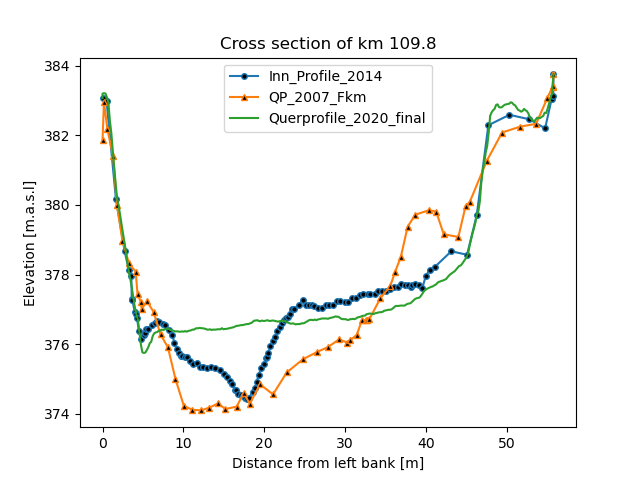 Cross section of km 109.8
Inn_Profile_2014
QP_2007_Fkm
Querprofile_2020_final
384
382
380
378
376
374
Elevation [m.a.s.l]
0 10 20 30 40 50
Distance from left bank [m]